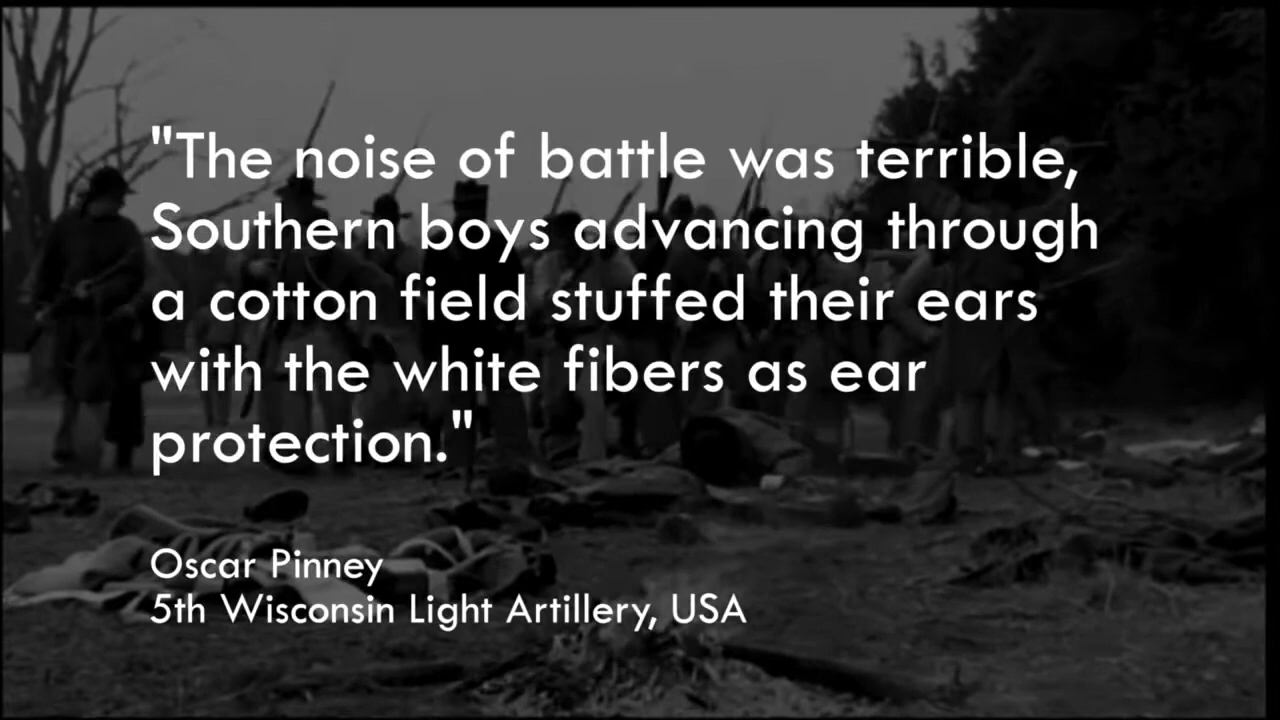 "The noise of battle was terrible,
Southern boys advancing through
a cotton field stuffed their ears
with the white fibers as ear
protection."
Oscar Pinney
5th Wisconsin Light Artillery, USA